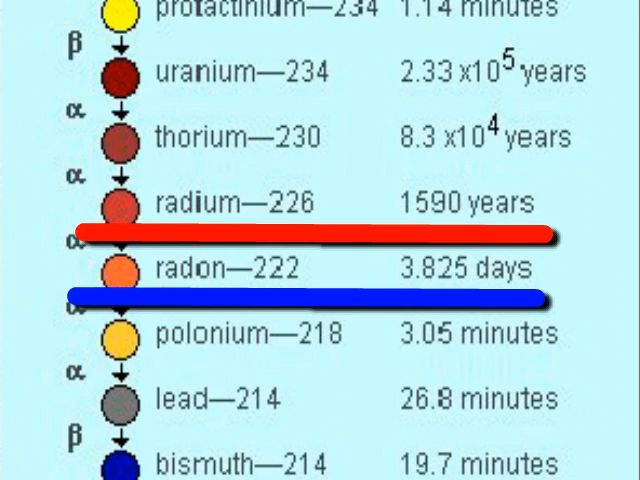 protactinium—234 1.14 minutes
β
uranium—234 2.33 x10⁵ years
α
thorium—230 8.3 x10⁴ years
α
radium—226 1590 years
α
radon—222 3.825 days
α
polonium—218 3.05 minutes
α
lead—214 26.8 minutes
β
bismuth—214 19.7 minutes